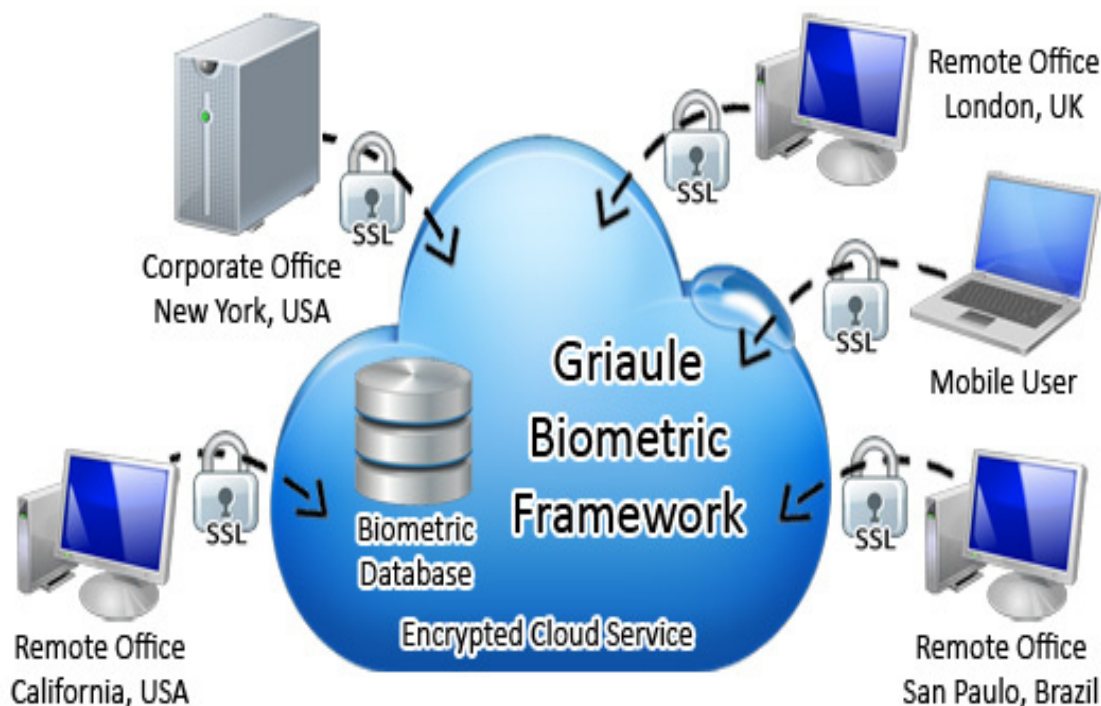 Remote Office
London, UK
SSL
SSL
Corporate Office
New York, USA
SSL
Mobile User
Griaule
Biometric
Framework
Biometric
Database
Encrypted Cloud Service
SSL
Remote Office
California, USA
SSL
Remote Office
San Paulo, Brazil